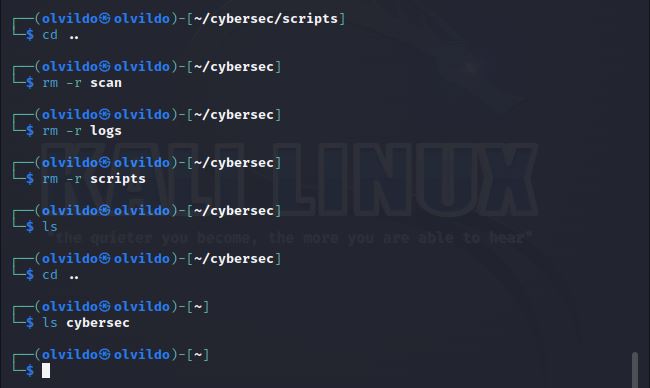 ┌──(olvildo㉿olvildo)-[~/cybersec/scripts]
└─$ cd ..
┌──(olvildo㉿olvildo)-[~/cybersec]
└─$ rm -r scan
┌──(olvildo㉿olvildo)-[~/cybersec]
└─$ rm -r logs
┌──(olvildo㉿olvildo)-[~/cybersec]
└─$ rm -r scripts
KALI LINUX
┌──(olvildo㉿olvildo)-[~/cybersec]
└─$ ls
"the quieter you become, the more you are able to hear"
┌──(olvildo㉿olvildo)-[~/cybersec]
└─$ cd ..
┌──(olvildo㉿olvildo)-[~]
└─$ ls cybersec
┌──(olvildo㉿olvildo)-[~]
└─$